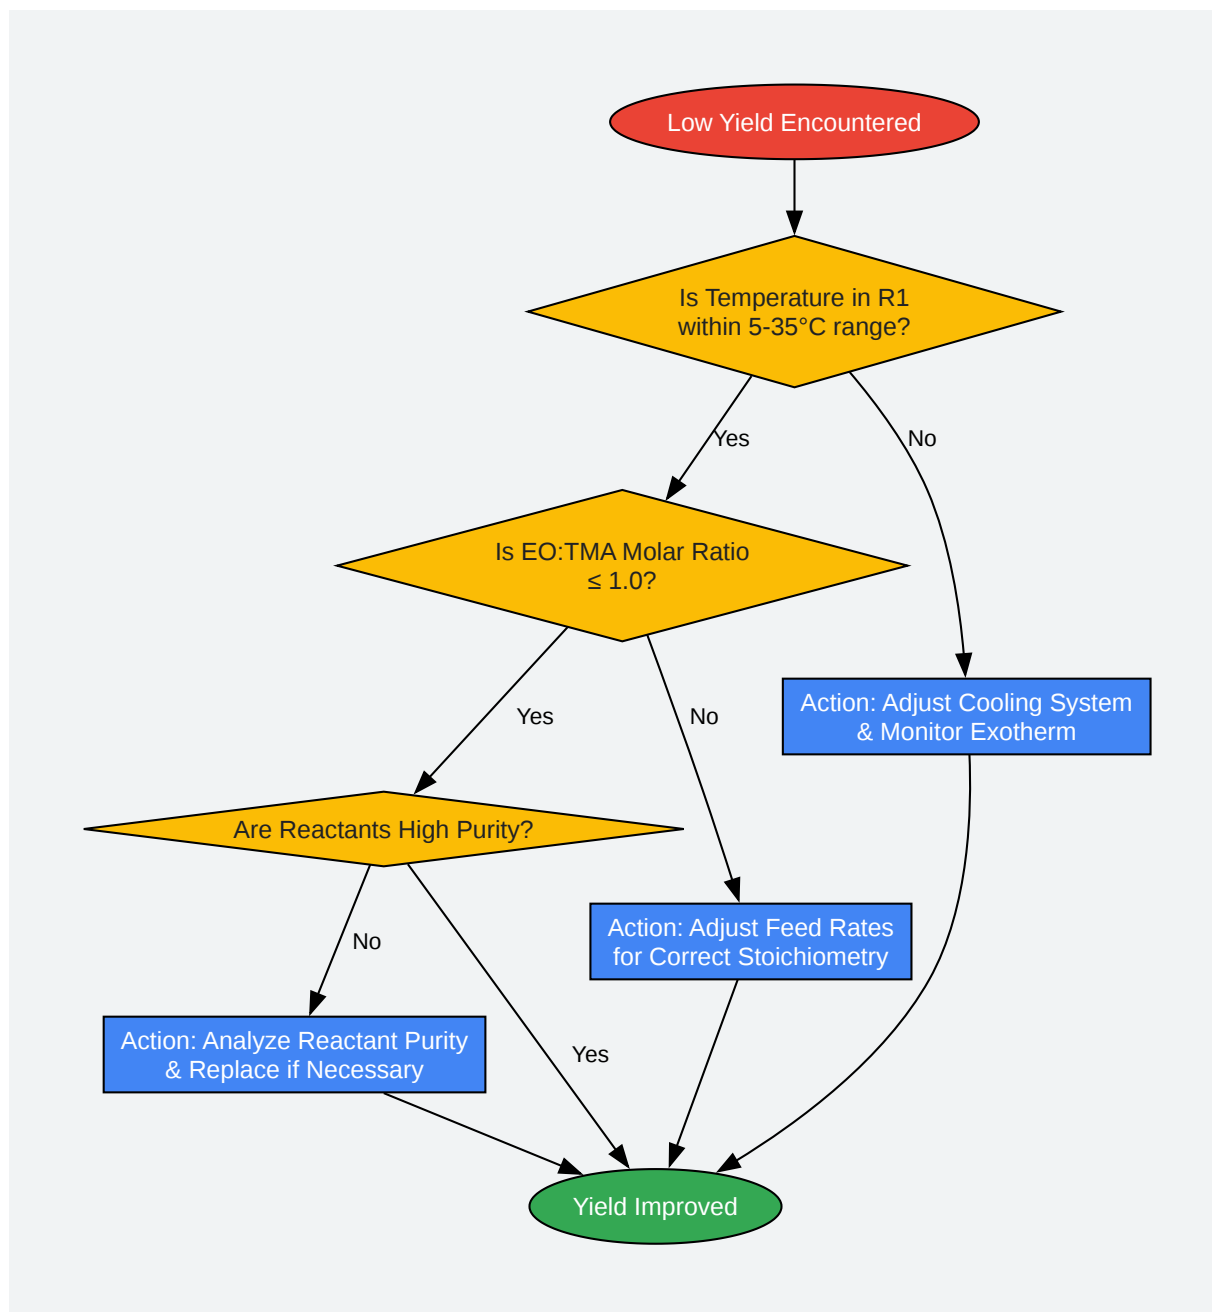 Low Yield Encountered
Is Temperature in R1
within 5-35°C range?
Yes
No
Is EO:TMA Molar Ratio
≤ 1.0?
Action: Adjust Cooling System
& Monitor Exotherm
Yes
No
Are Reactants High Purity?
Action: Adjust Feed Rates
for Correct Stoichiometry
No
Action: Analyze Reactant Purity
& Replace if Necessary
Yes
Yield Improved